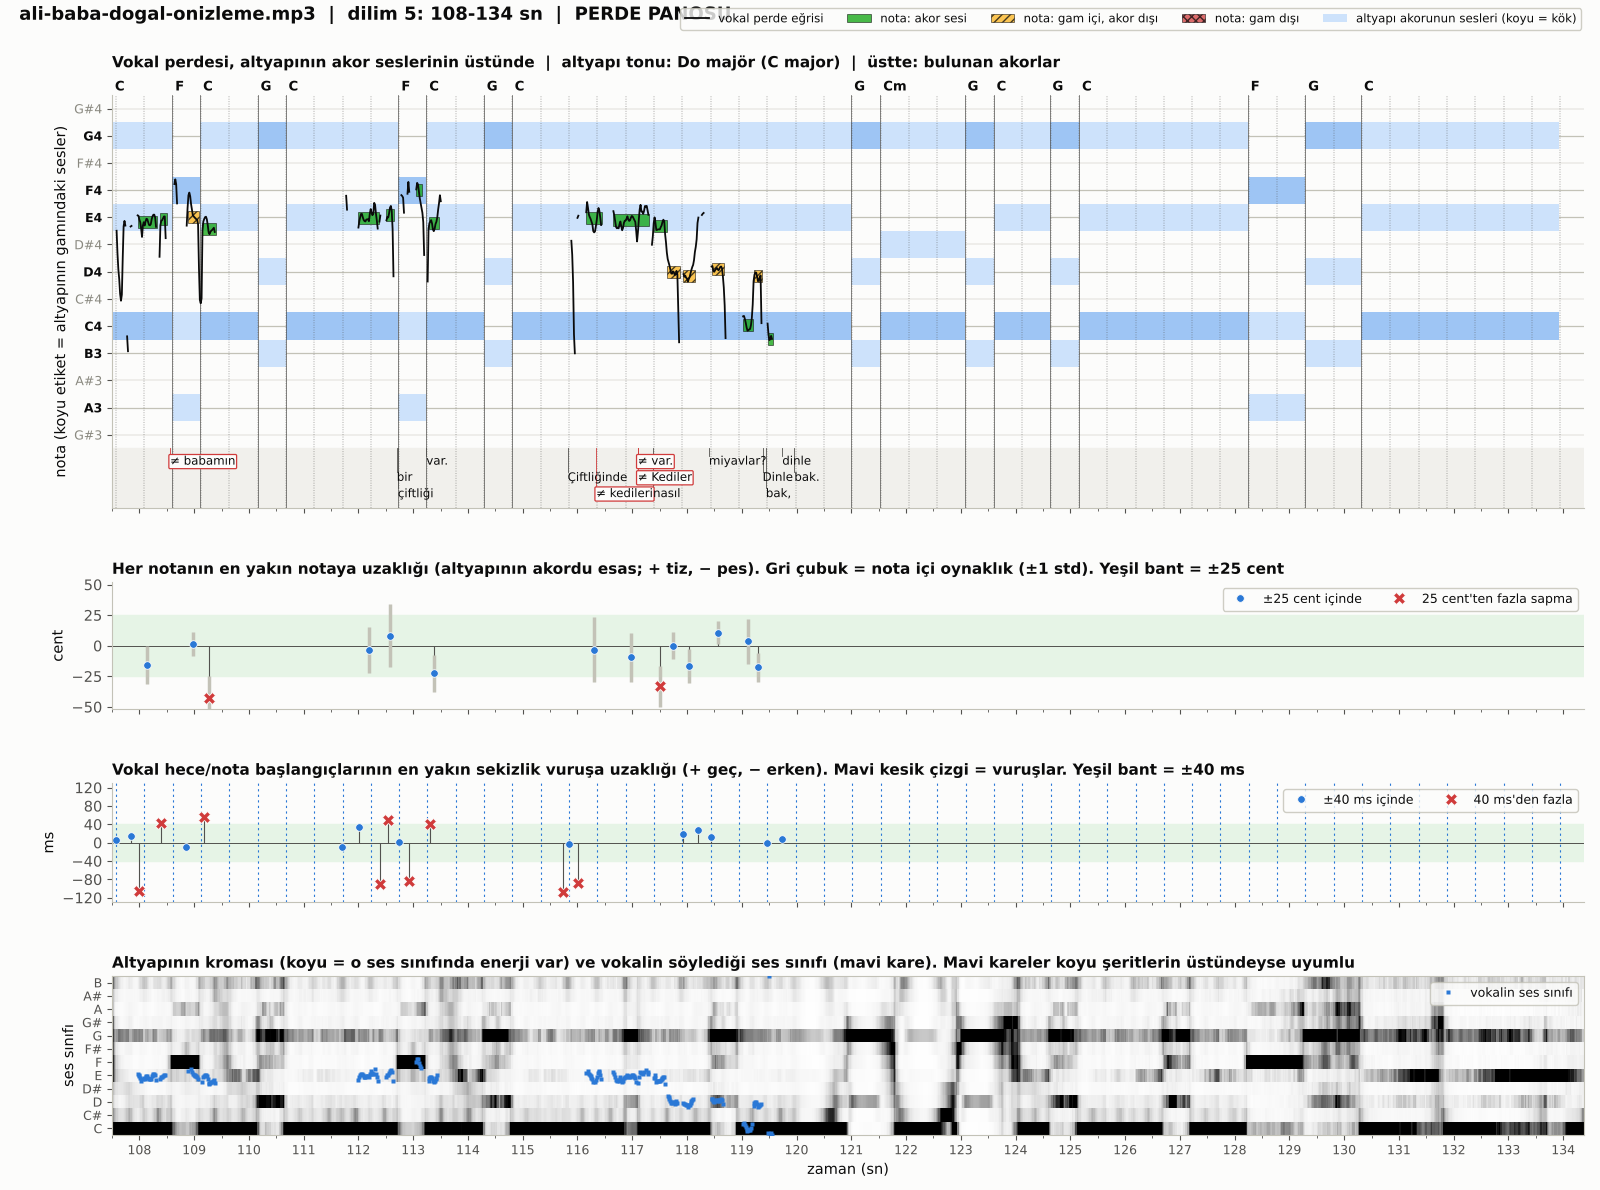 ali-baba-dogal-onizleme.mp3 | dilim 5: 108-134 sn | PERDE PANOSU
vokal perde eğrisi nota: akor sesi nota: gam içi, akor dışı nota: gam dışı altyapı akorunun sesleri (koyu = kök)
Vokal perdesi, altyapının akor seslerinin üstünde | altyapı tonu: Do majör (C major) | üstte: bulunan akorlar
C F C G C F C G C G Cm G C G C F G C
nota (koyu etiket = altyapının gamındaki sesler)
G#4
G4
F#4
F4
E4
D#4
D4
C#4
C4
B3
A#3
A3
G#3
≠ babamın var. ≠ var. miyavlar? dinle
bir Çiftliğinde ≠ Kediler Dinle bak.
çiftliği ≠ kedileri nasıl bak,
Her notanın en yakın notaya uzaklığı (altyapının akordu esas; + tiz, − pes). Gri çubuk = nota içi oynaklık (±1 std). Yeşil bant = ±25 cent
±25 cent içinde 25 cent'ten fazla sapma
cent
50
25
0
−25
−50
Vokal hece/nota başlangıçlarının en yakın sekizlik vuruşa uzaklığı (+ geç, − erken). Mavi kesik çizgi = vuruşlar. Yeşil bant = ±40 ms
±40 ms içinde 40 ms'den fazla
ms
120
80
40
0
−40
−80
−120
Altyapının kroması (koyu = o ses sınıfında enerji var) ve vokalin söylediği ses sınıfı (mavi kare). Mavi kareler koyu şeritlerin üstündeyse uyumlu
vokalin ses sınıfı
ses sınıfı
B
A#
A
G#
G
F#
F
E
D#
D
C#
C
108 109 110 111 112 113 114 115 116 117 118 119 120 121 122 123 124 125 126 127 128 129 130 131 132 133 134
zaman (sn)